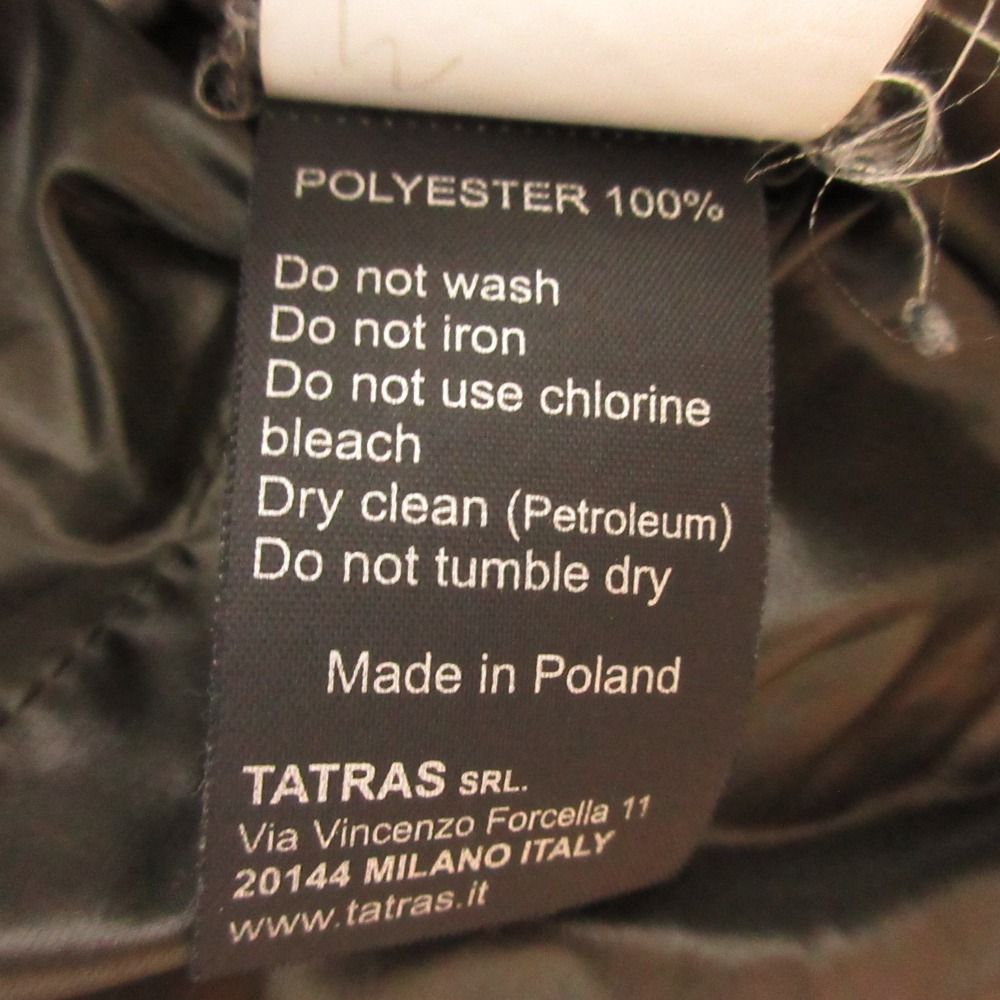 POLYESTER 100%
Do not wash
Do not iron
Do not use chlorine
bleach
Dry clean (Petroleum)
Do not tumble dry
Made in Poland
TATRAS SRL.
Via Vincenzo Forcella 11
20144 MILANO ITALY
www.tatras.it